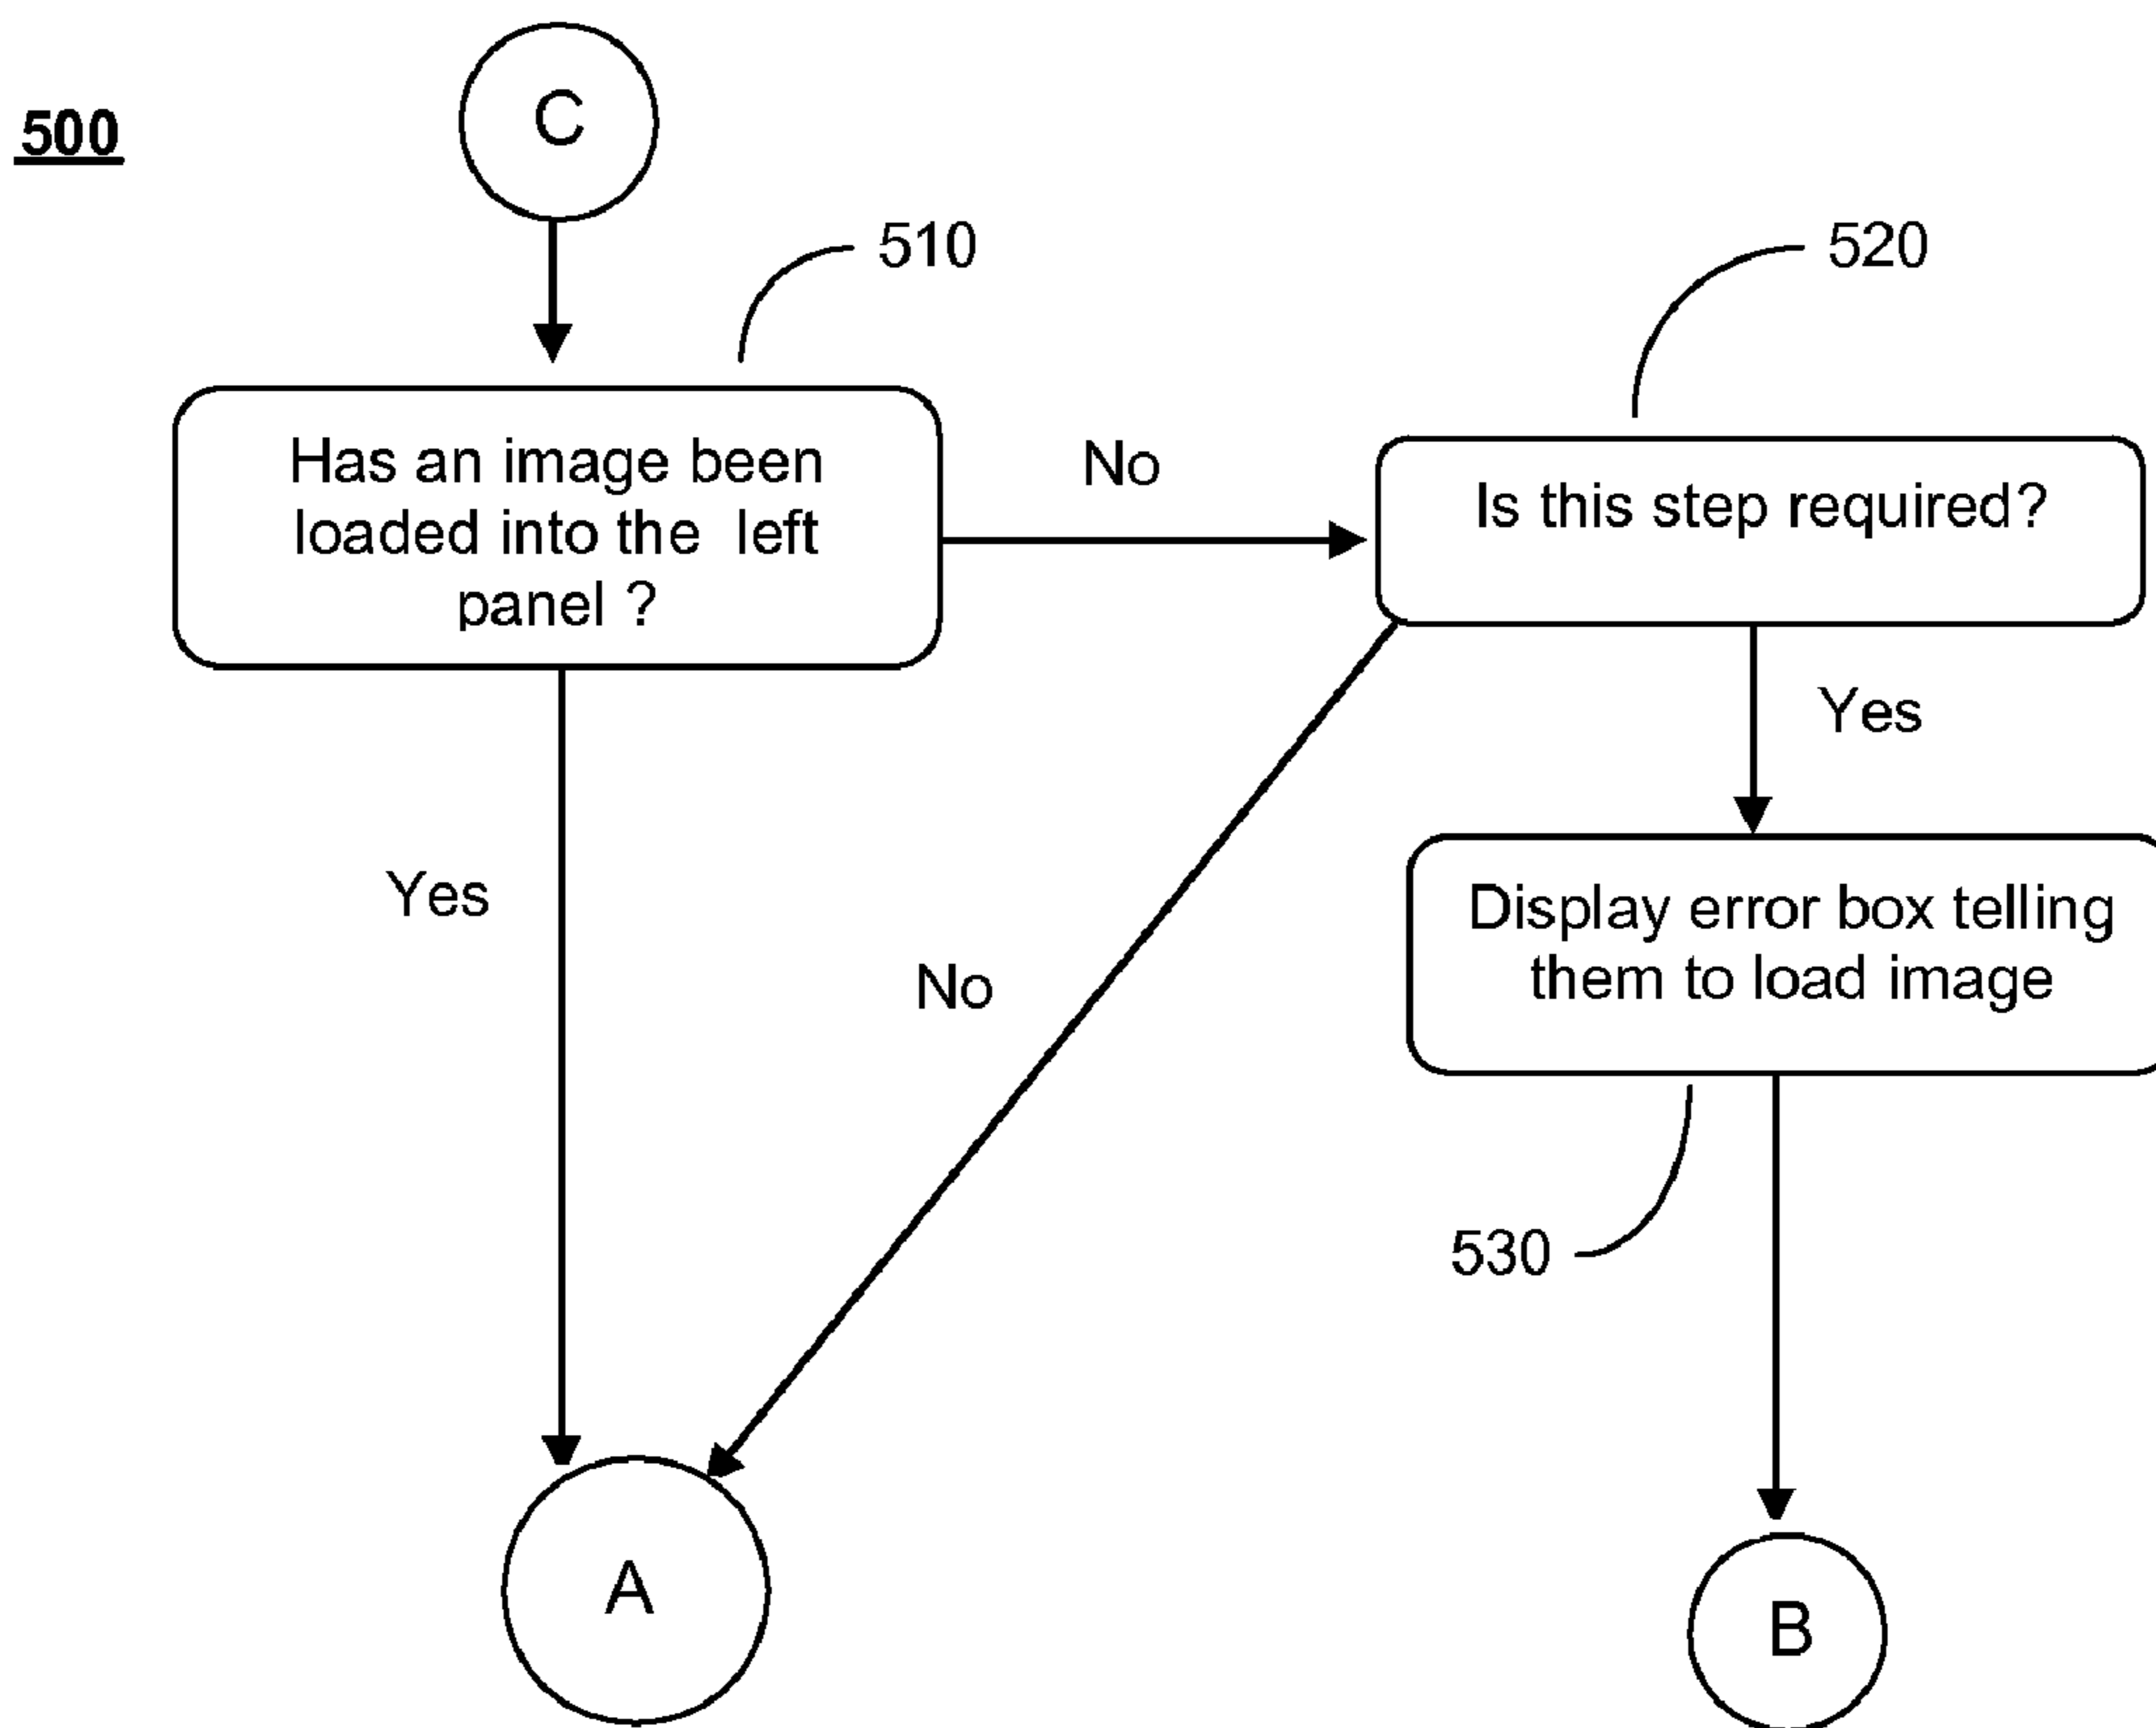 500
C
510
520
Has an image been
loaded into the left
panel ?
No
Is this step required?
Yes
Yes
Display error box telling
them to load image
No
530
A
B